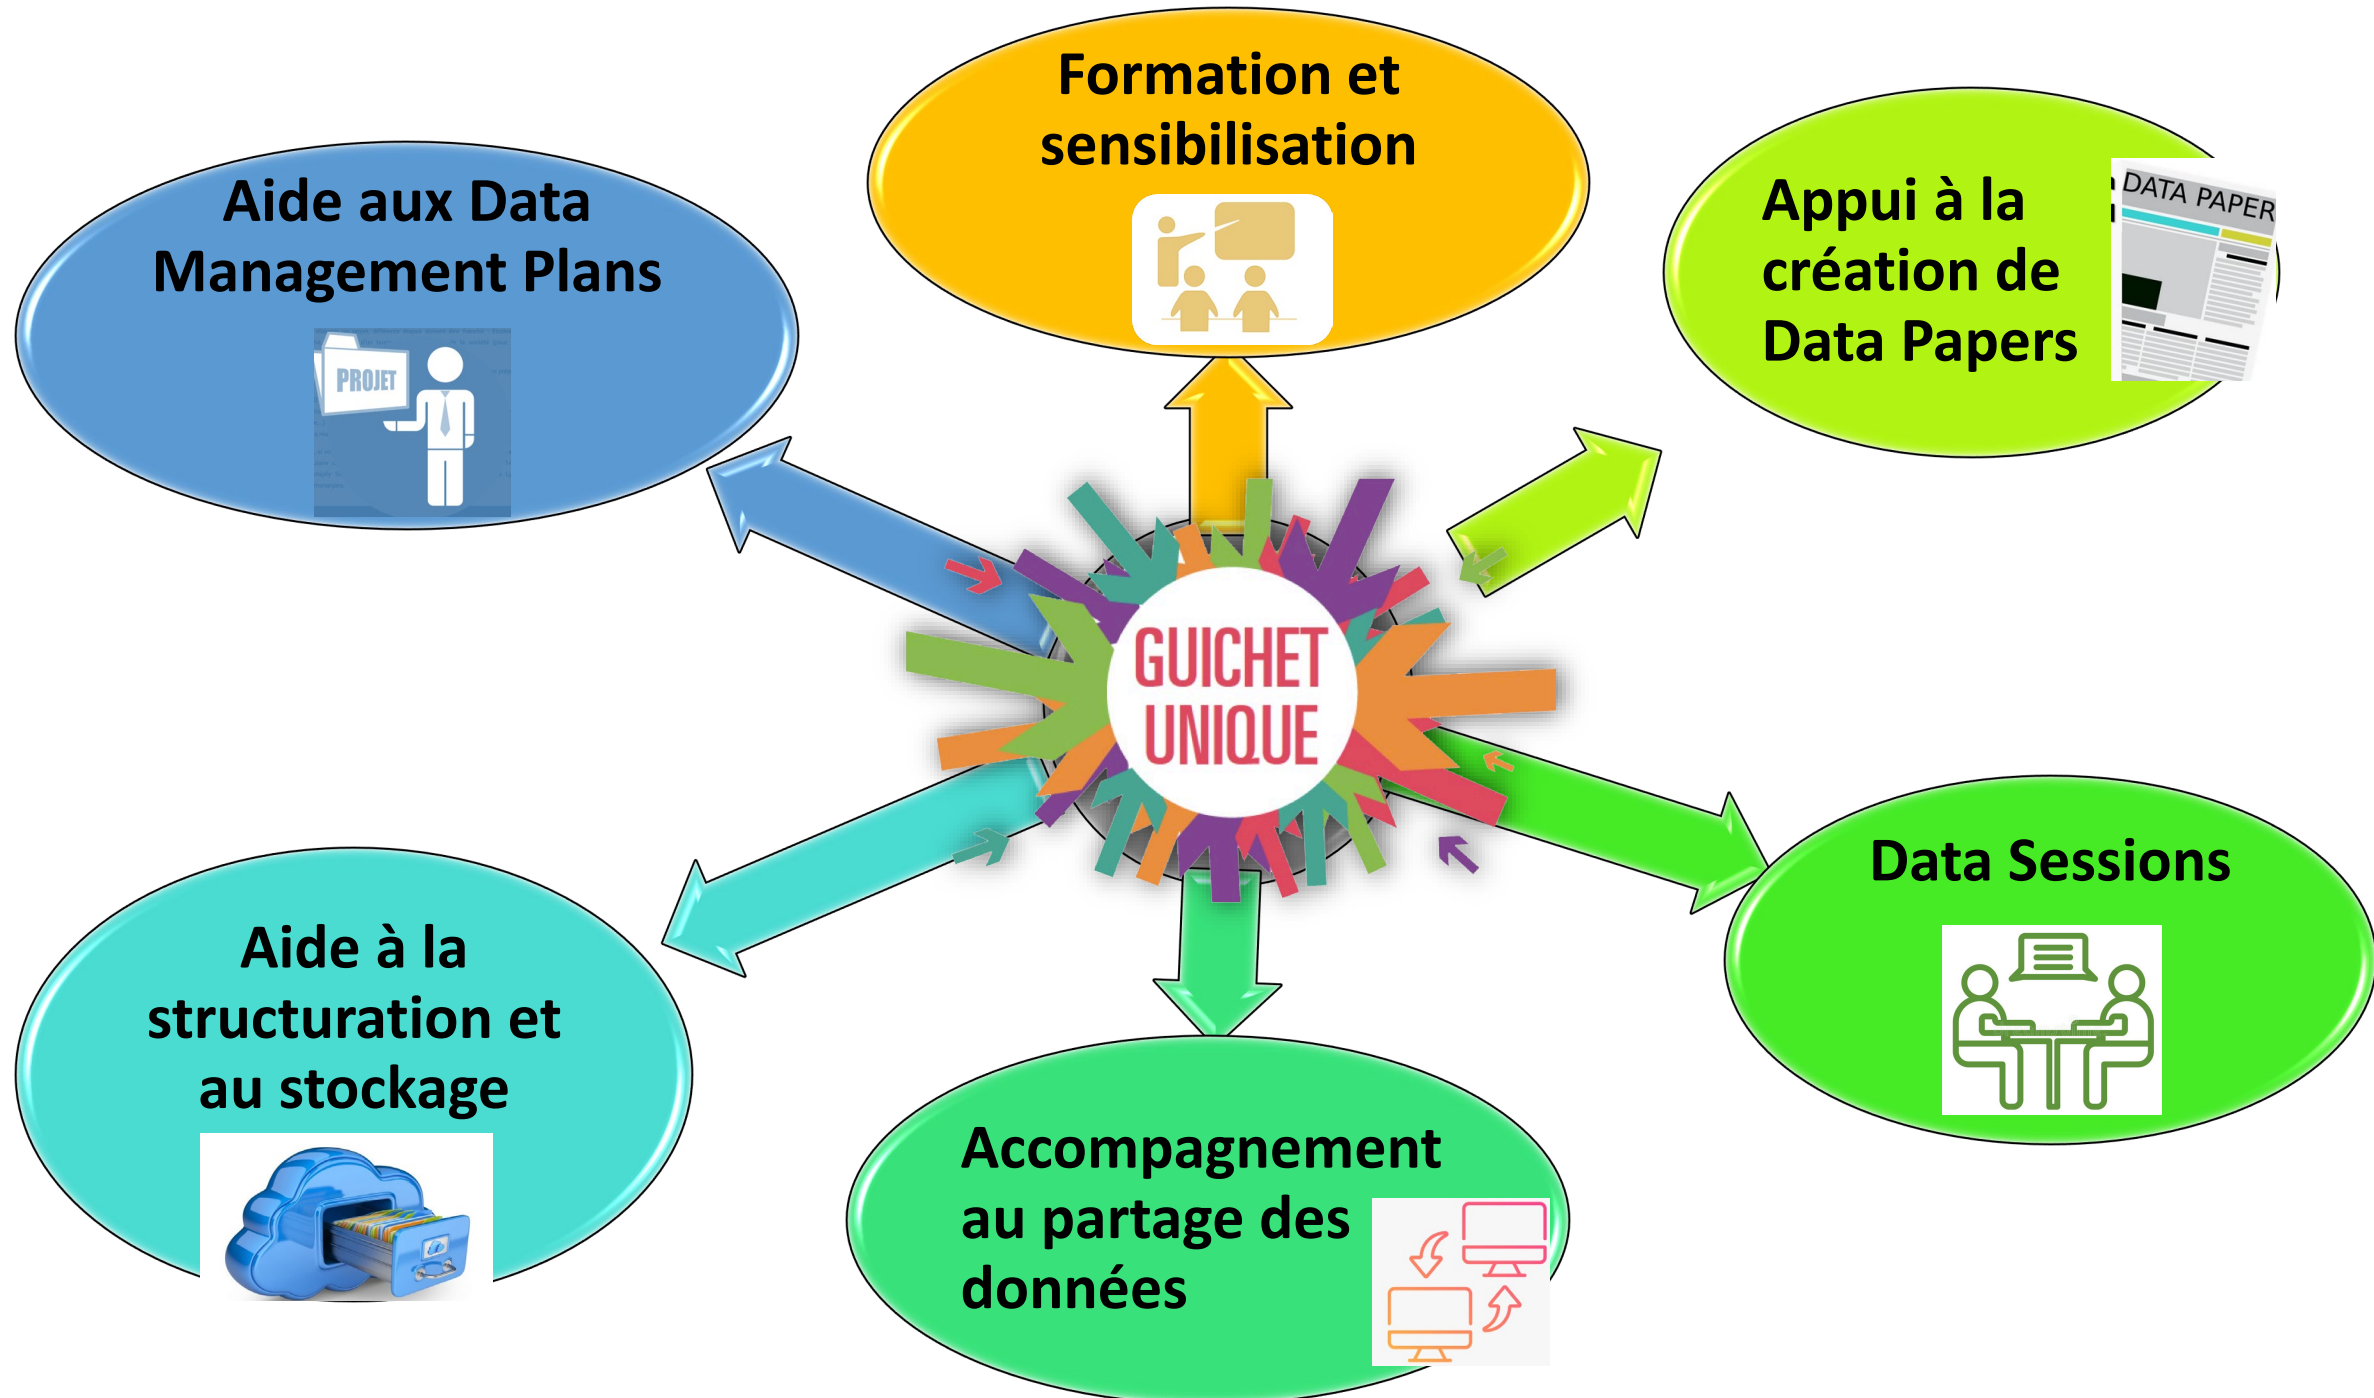 Formation et
sensibilisation
Aide aux Data
Management Plans
PROJET
Appui à la
création de
Data Papers
DATA PAPER
GUICHET
UNIQUE
Data Sessions
Aide à la
structuration et
au stockage
Accompagnement
au partage des
données